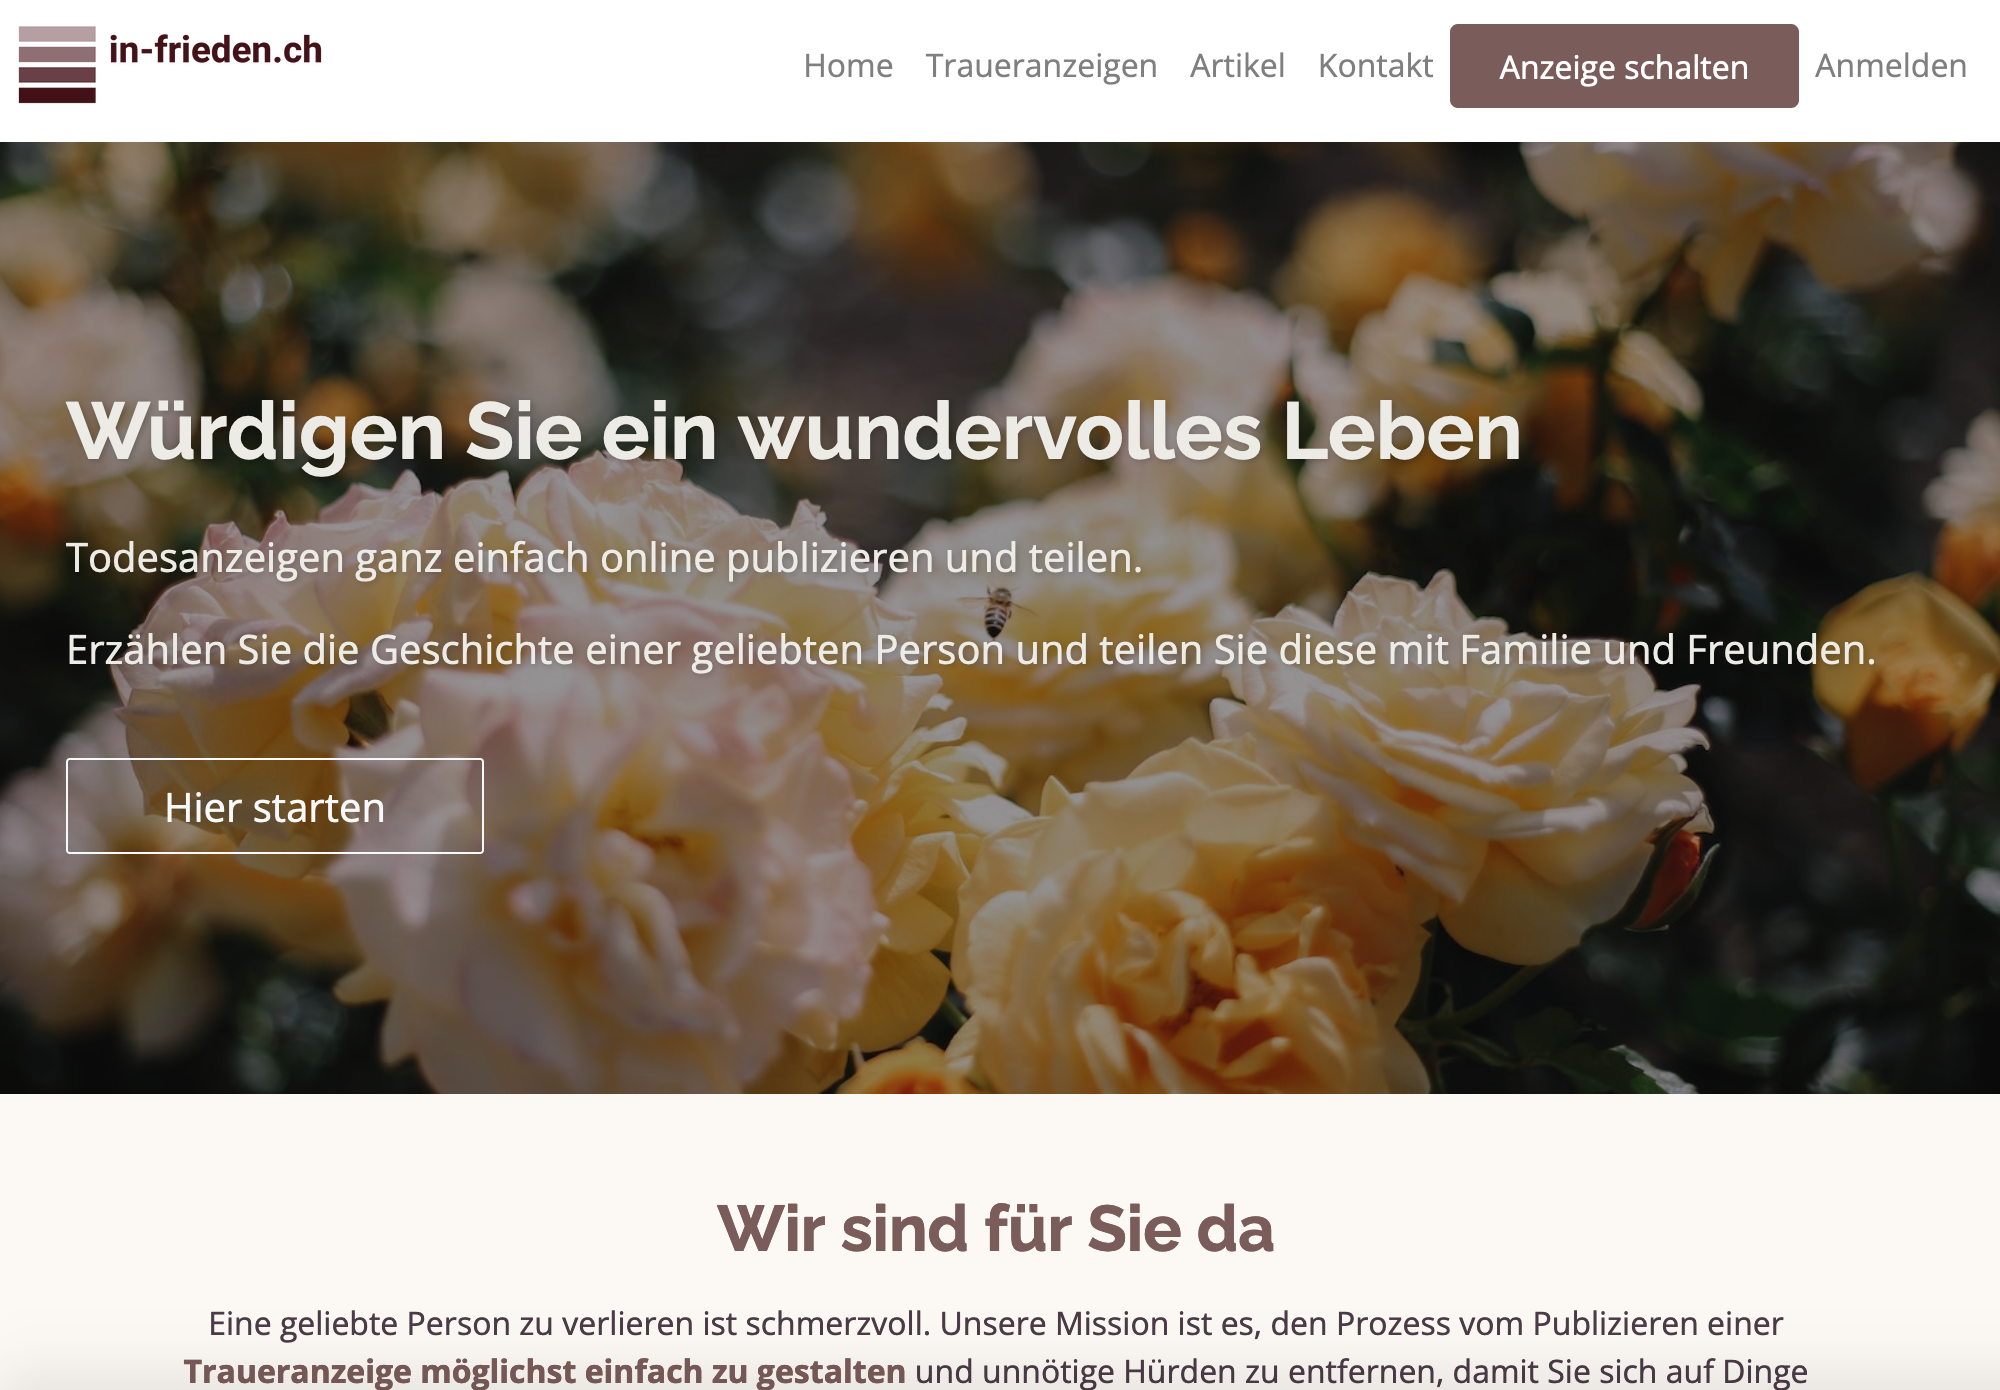 in-frieden.ch
Home Traueranzeigen Artikel Kontakt Anzeige schalten Anmelden
Würdigen Sie ein wundervolles Leben
Todesanzeigen ganz einfach online publizieren und teilen.
Erzählen Sie die Geschichte einer geliebten Person und teilen Sie diese mit Familie und Freunden.
Hier starten
Wir sind für Sie da
Eine geliebte Person zu verlieren ist schmerzvoll. Unsere Mission ist es, den Prozess vom Publizieren einer
Traueranzeige möglichst einfach zu gestalten und unnötige Hürden zu entfernen, damit Sie sich auf Dinge